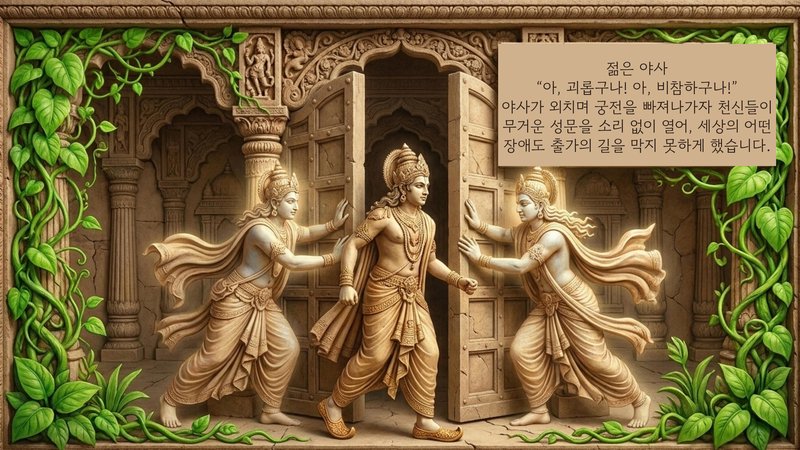 젊은 야사
“아, 괴롭구나! 아, 비참하구나!”
야사가 외치며 궁전을 빠져나가자 천신들이
무거운 성문을 소리 없이 열어, 세상의 어떤
장애도 출가의 길을 막지 못하게 했습니다.